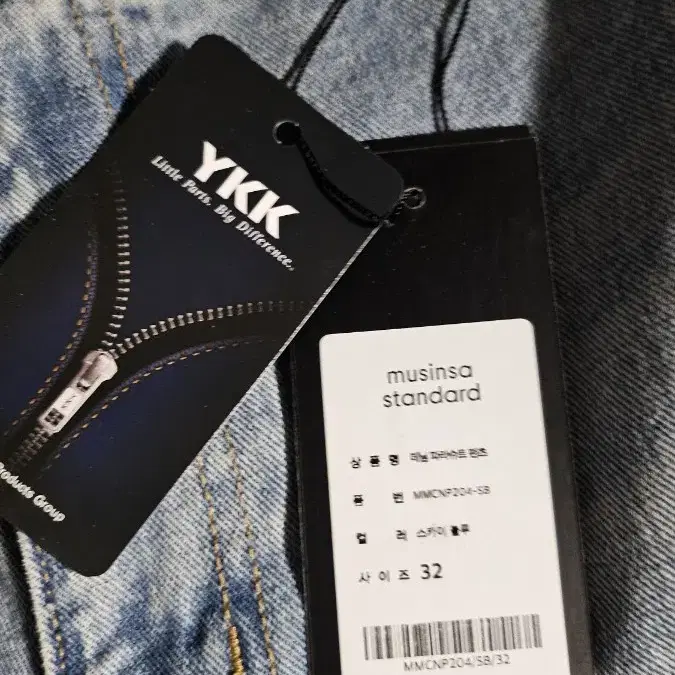 YKK
Little Parts. Big Difference.
Products Group
musinsa
standard
상 품 명 데님 파라슈트 팬츠
품 번 MMCNP204-SB
컬 러 스카이 블루
사 이 즈 32
MMCNP204/SB/32